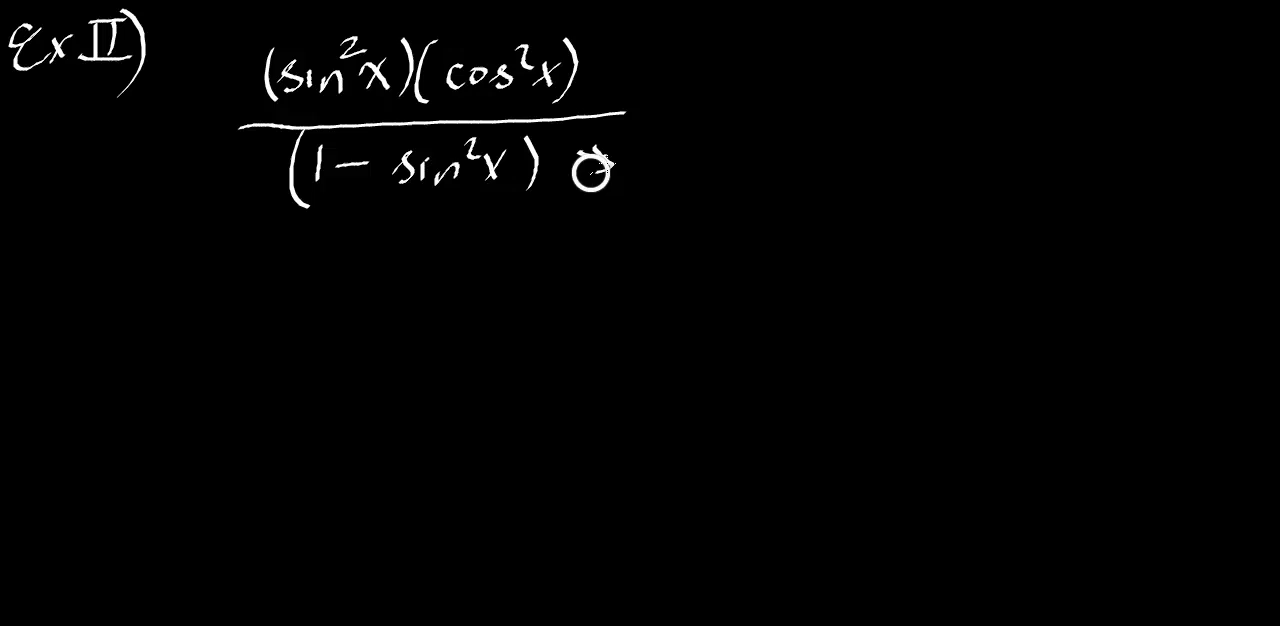 Ex II)
(sin²x)(cos²x)
(1 - sin²x)